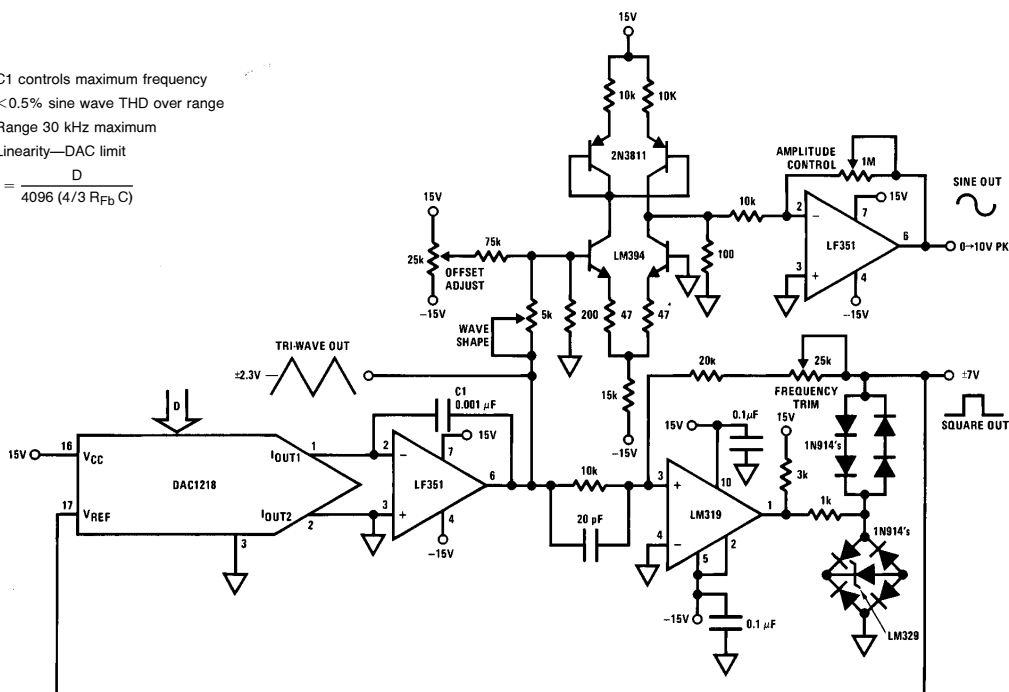 C1 controls maximum frequency
<0.5% sine wave THD over range
Range 30 kHz maximum
Linearity—DAC limit
= D
4096 (4/3 RFb C)
15V
10k
10K
2N3811
AMPLITUDE
CONTROL
1M
15V
SINE OUT
10k
2
−
7
LF351
6
0→10V PK
3
+
4
−15V
100
15V
25k
75k
OFFSET
ADJUST
−15V
LM394
5k
200
47
47
WAVE
SHAPE
15k
−15V
TRI-WAVE OUT
±2.3V
20k
25k
FREQUENCY
TRIM
±7V
SQUARE OUT
C1
0.001 µF
D
15V
16
VCC
DAC1218
IOUT1
1
17
VREF
IOUT2
2
3
2
−
7
15V
LF351
6
3
+
4
−15V
10k
20 pF
15V
0.1µF
10
3
+
LM319
1
4
−
5
2
−15V
0.1 µF
15V
3k
1k
1N914's
1N914's
LM329